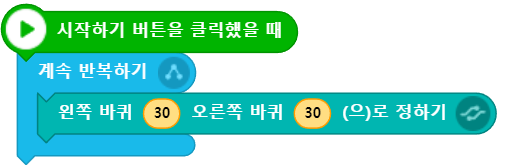 시작하기 버튼을 클릭했을 때
계속 반복하기
왼쪽 바퀴 30 오른쪽 바퀴 30 (으)로 정하기